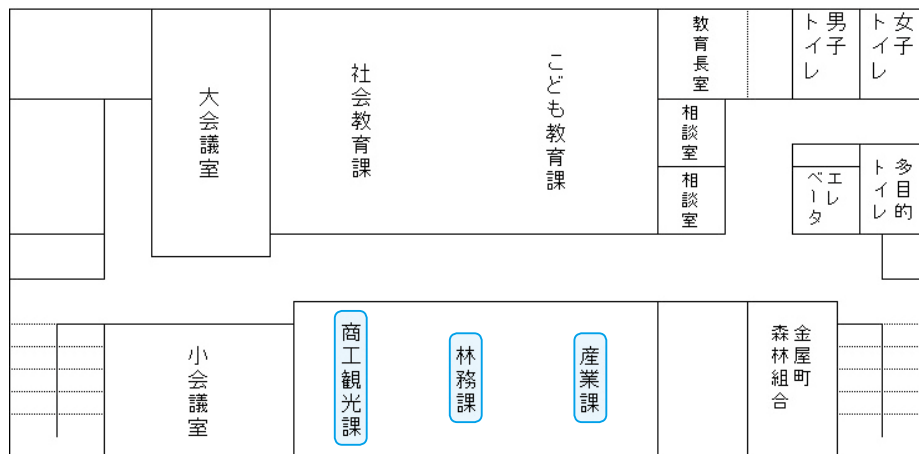 大会議室
社会教育課
こども教育課
教育長室
男子
トイレ
女子
トイレ
相談室
相談室
エレ
ベータ
多目的
トイレ
小会議室
商工観光課
林務課
産業課
金屋町
森林組合